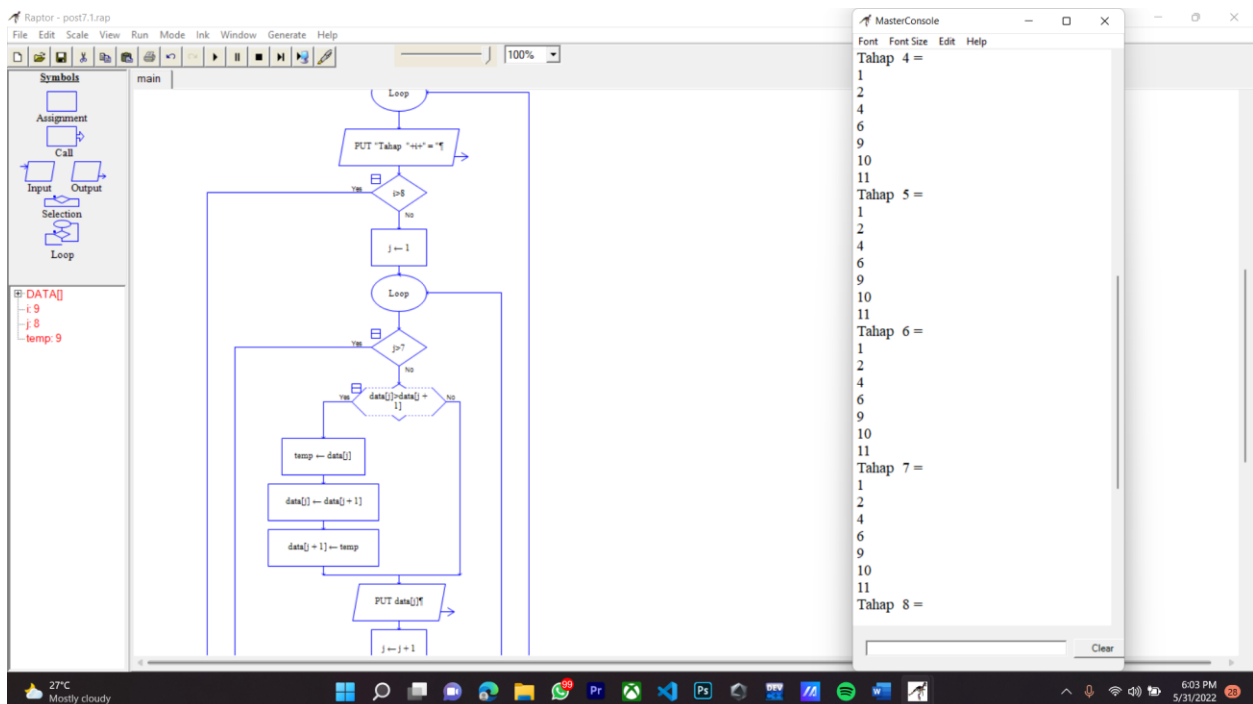 Raptor - post7.1.rap
File Edit Scale View Run Mode Ink Window Generate Help
100%
Symbols
Assignment
Call
Input Output
Selection
Loop
DATA[]
i: 9
j: 8
temp: 9
main
Loop
PUT "Tahap "+i+" = "¶
Yes
i>8
No
j ← 1
Loop
Yes
j>7
No
Yes
data[j]>data[j +
1]
No
temp ← data[j]
data[j] ← data[j + 1]
data[j + 1] ← temp
PUT data[j]¶
j ← j + 1
MasterConsole
Font Font Size Edit Help
Tahap 4 =
1
2
4
6
9
10
11
Tahap 5 =
1
2
4
6
9
10
11
Tahap 6 =
1
2
4
6
9
10
11
Tahap 7 =
1
2
4
6
9
10
11
Tahap 8 =
Clear
27°C
Mostly cloudy
99
Pr
Ps
DEV
W
6:03 PM
5/31/2022
28